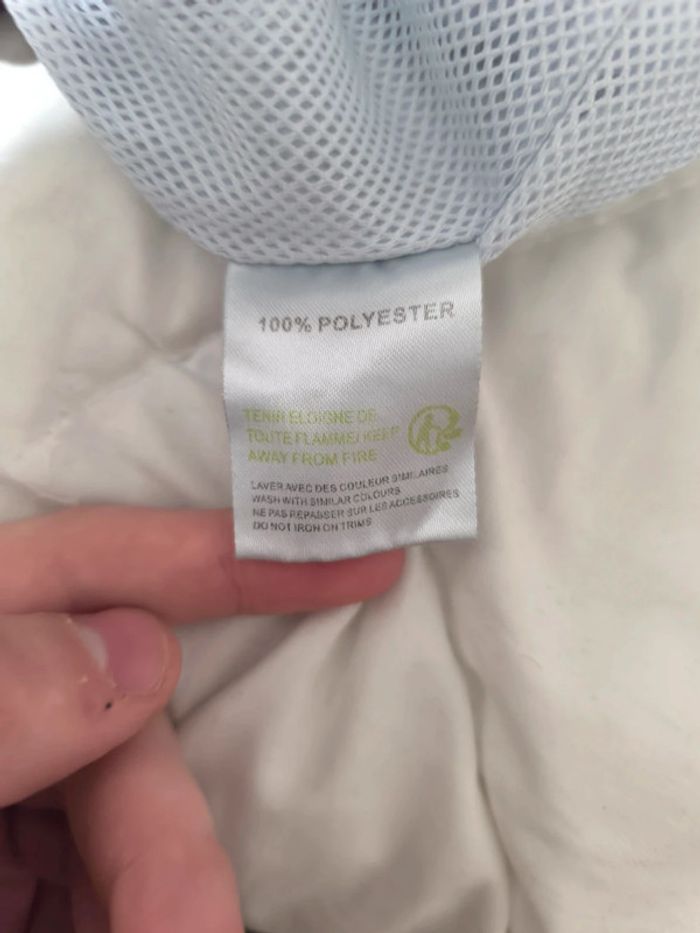 100% POLYESTER
TENIR ELOIGNE DE
TOUTE FLAMME/ KEEP
AWAY FROM FIRE
LAVER AVEC DES COULEUR SIMILAIRES
WASH WITH SIMILAR COLOURS
NE PAS REPASSER SUR LES ACCESSOIRES
DO NOT IRON ON TRIMS